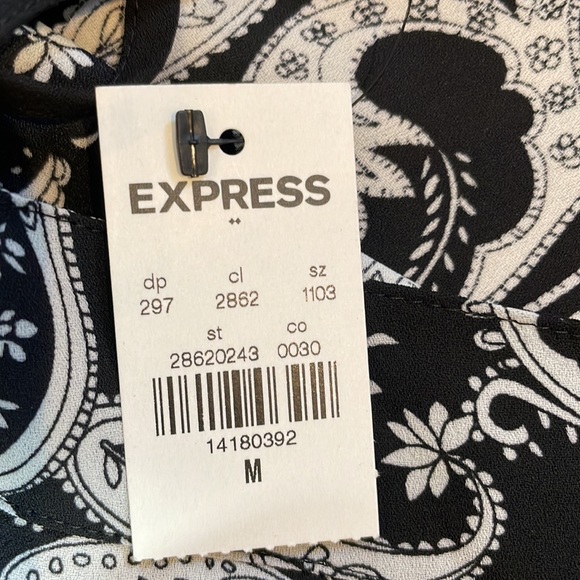 EXPRESS
dp cl sz
297 2862 1103
st co
28620243 0030
14180392
M